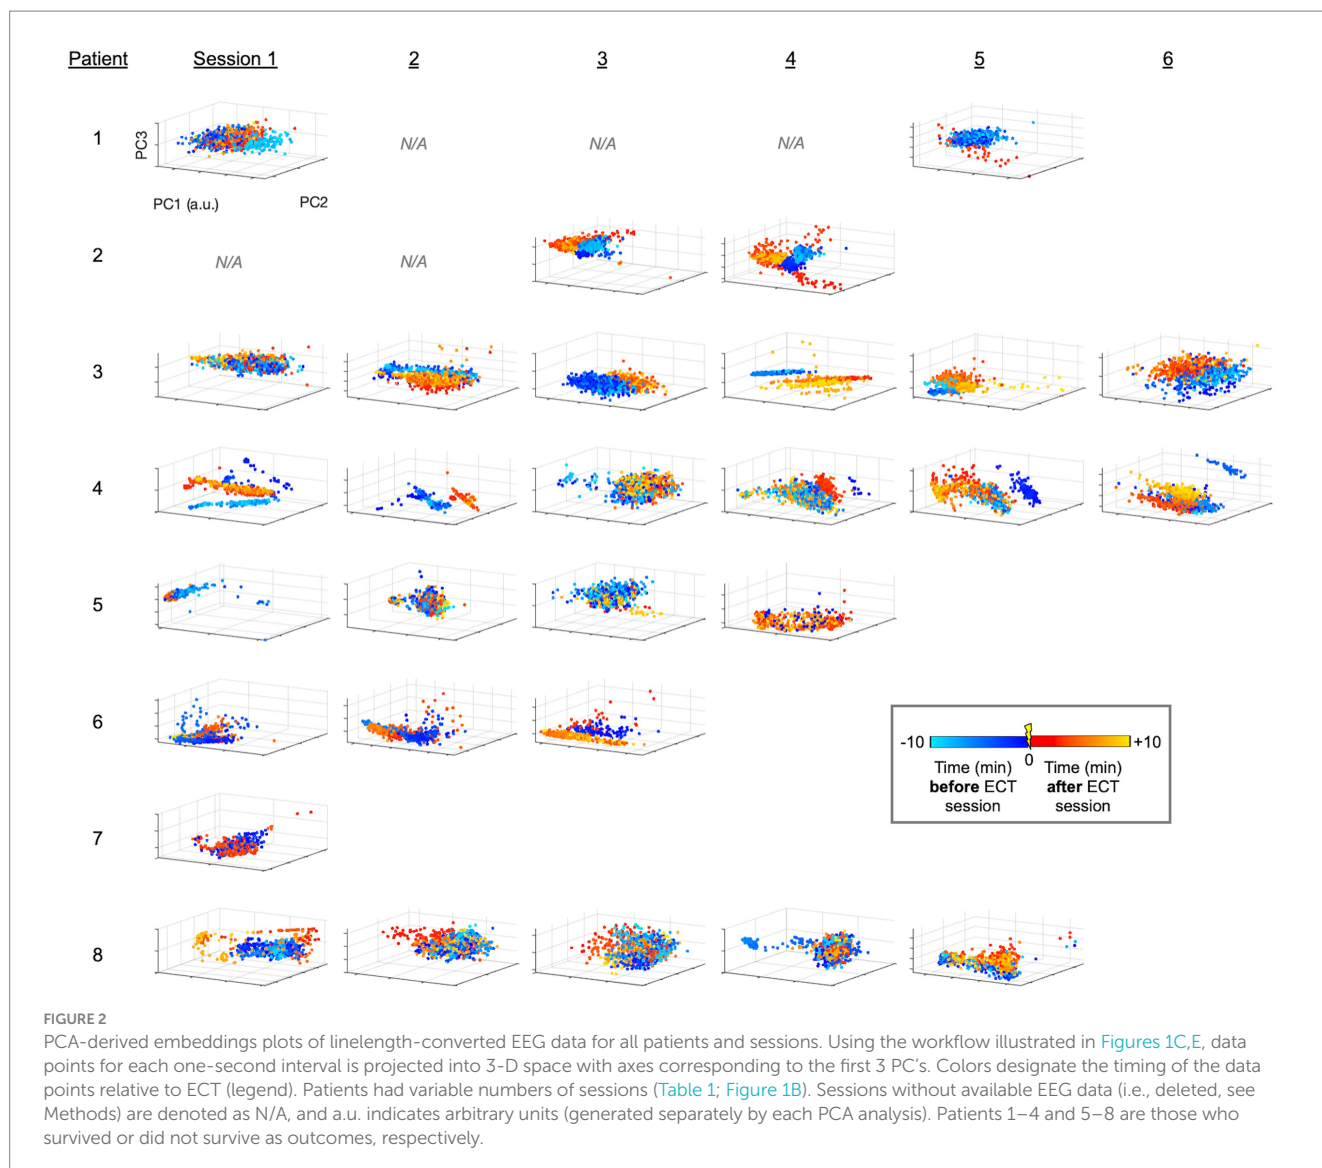 Patient Session 1 2 3 4 5 6
1 PC3 N/A N/A N/A
PC1 (a.u.) PC2
2 N/A N/A
3
4
5
6
-10 +10
0
Time (min) Time (min)
before ECT after ECT
session session
7
8
FIGURE 2
PCA-derived embeddings plots of linelength-converted EEG data for all patients and sessions. Using the workflow illustrated in Figures 1C,E, data
points for each one-second interval is projected into 3-D space with axes corresponding to the first 3 PC's. Colors designate the timing of the data
points relative to ECT (legend). Patients had variable numbers of sessions (Table 1; Figure 1B). Sessions without available EEG data (i.e., deleted, see
Methods) are denoted as N/A, and a.u. indicates arbitrary units (generated separately by each PCA analysis). Patients 1–4 and 5–8 are those who
survived or did not survive as outcomes, respectively.